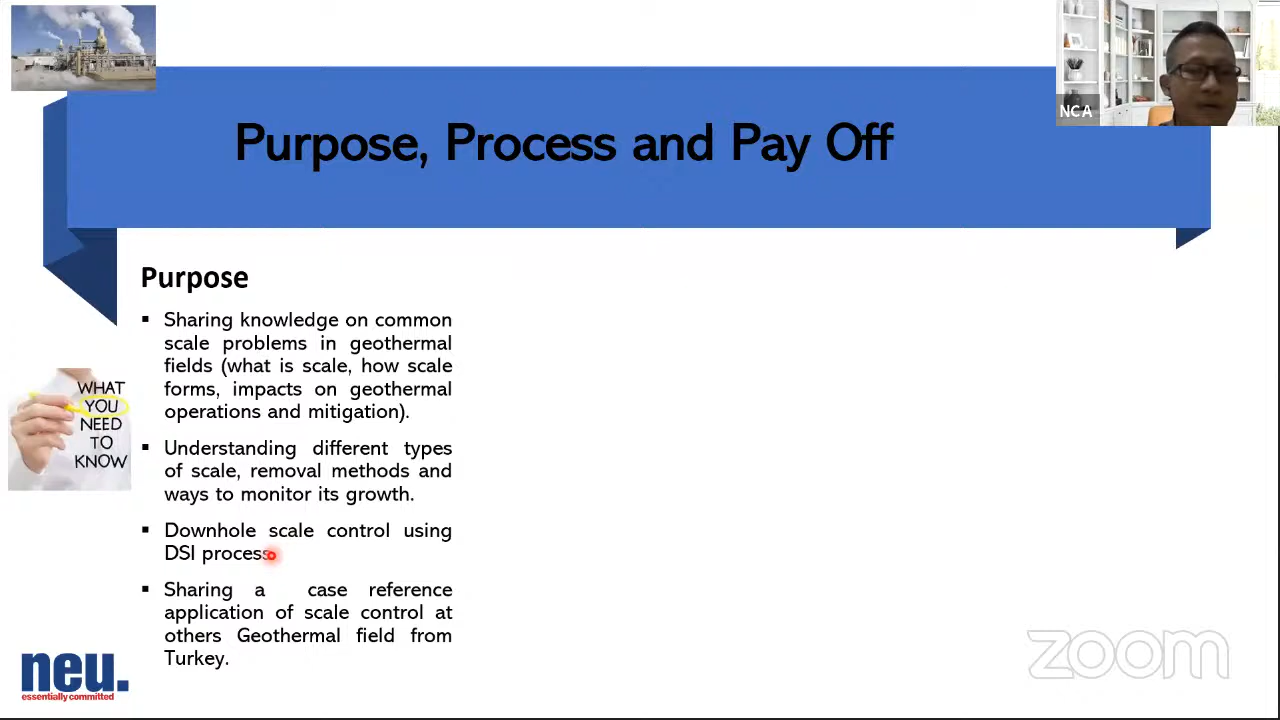 NCA
Purpose, Process and Pay Off
Purpose
▪ Sharing knowledge on common
scale problems in geothermal
fields (what is scale, how scale
forms, impacts on geothermal
operations and mitigation).
▪ Understanding different types
of scale, removal methods and
ways to monitor its growth.
▪ Downhole scale control using
DSI process
▪ Sharing a case reference
application of scale control at
others Geothermal field from
Turkey.
WHAT
YOU
NEED
TO
KNOW
neu.
essentially committed
zoom